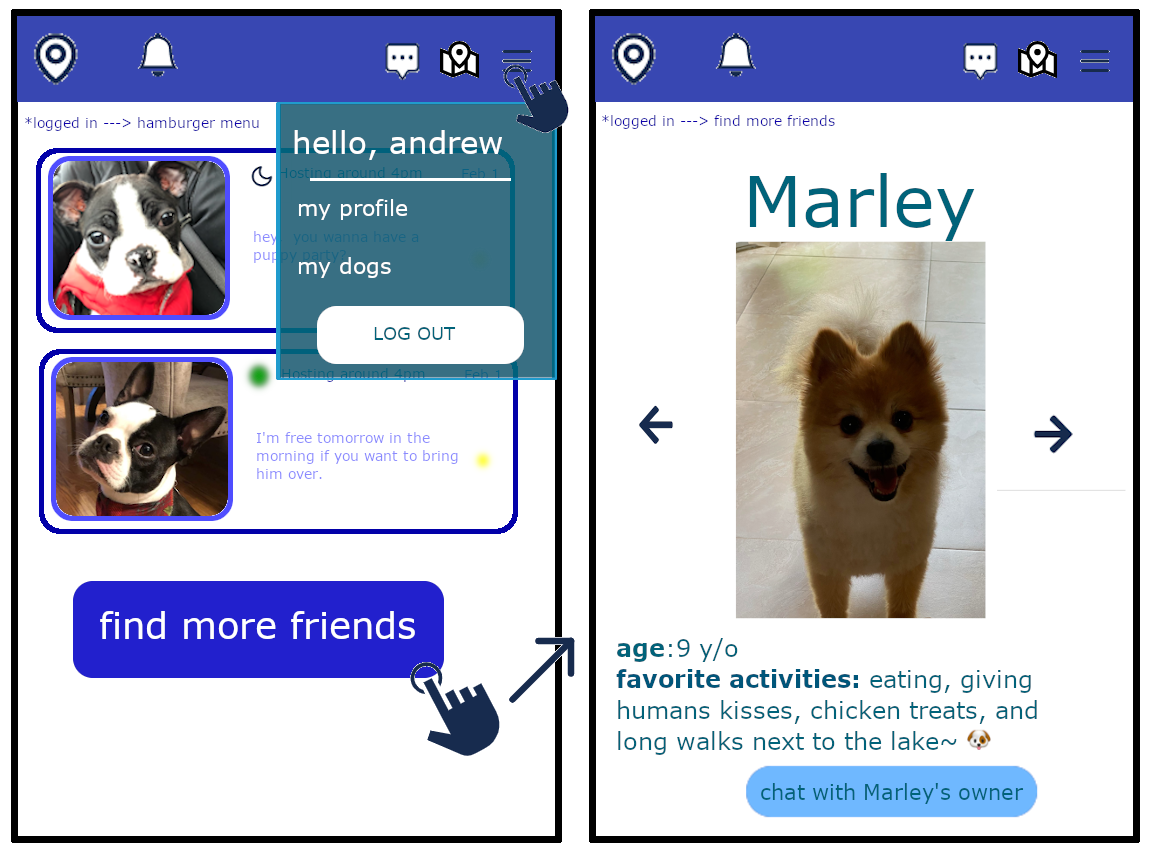 *logged in ---> hamburger menu
hello, andrew
Hosting around 4pm
Feb 1
my profile
hey, you wanna have a
puppy party?
my dogs
LOG OUT
Hosting around 4pm
Feb 1
I'm free tomorrow in the
morning if you want to bring
him over.
find more friends
*logged in ---> find more friends
Marley
age:9 y/o
favorite activities: eating, giving
humans kisses, chicken treats, and
long walks next to the lake~ 🐶
chat with Marley's owner